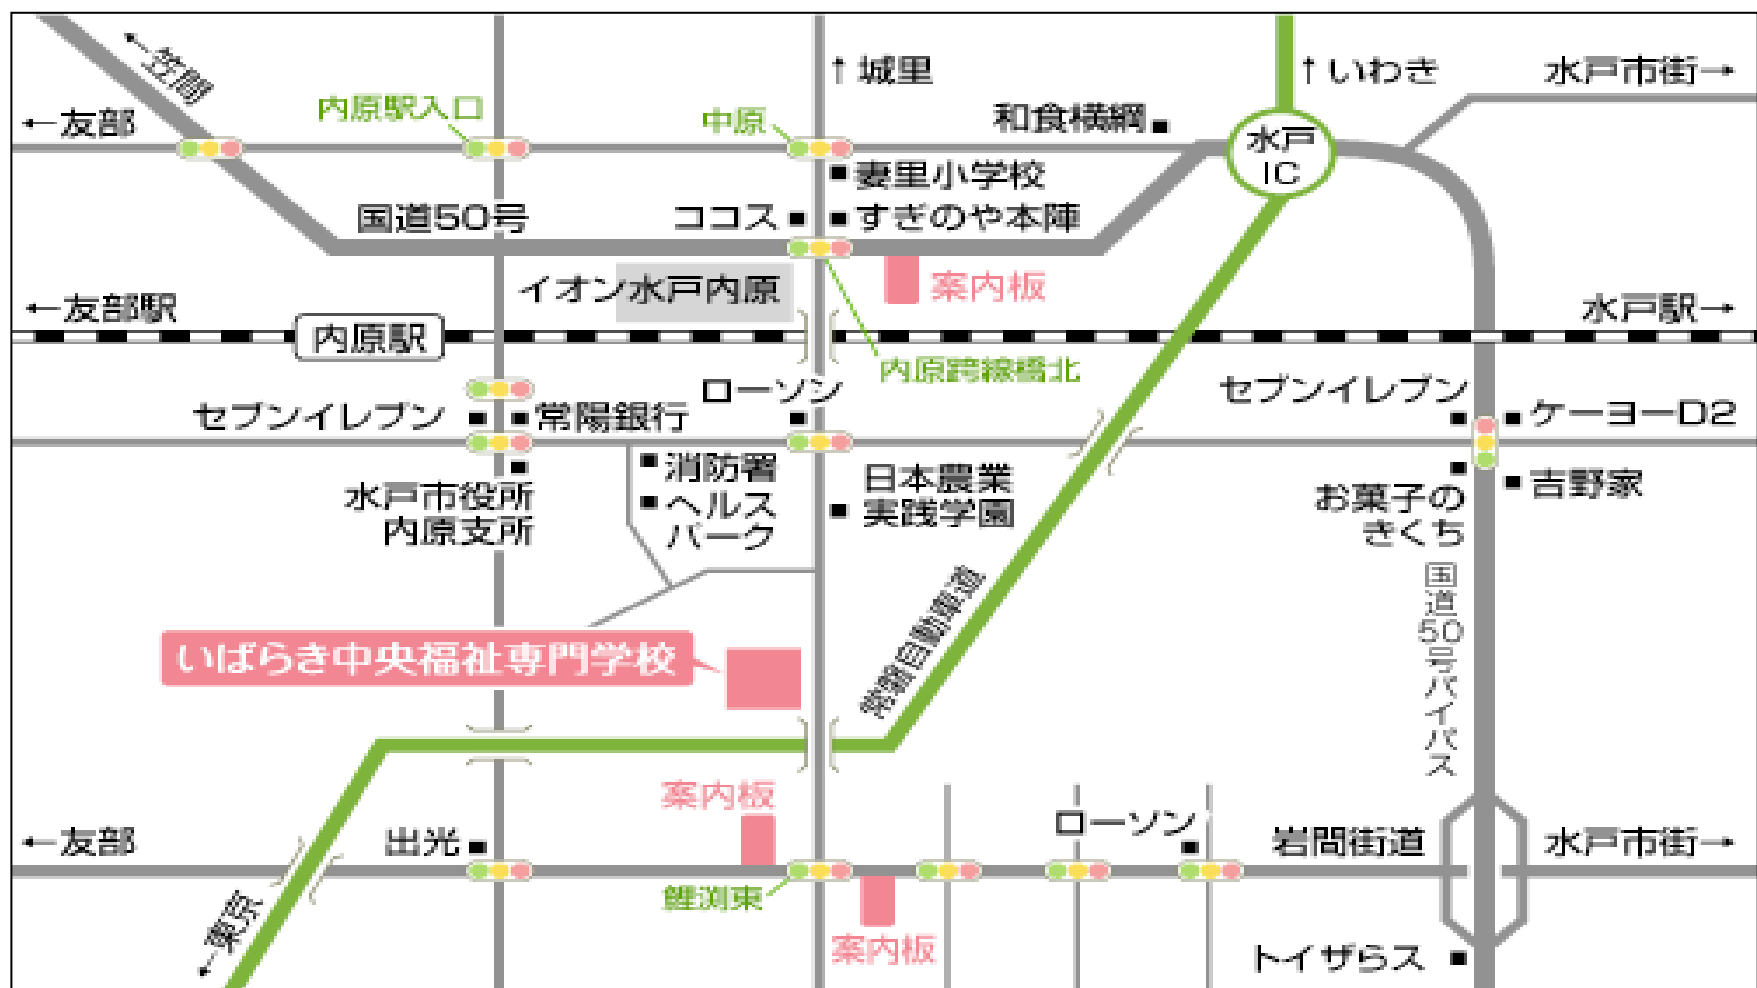 ↑城里
↑いわき
水戸市街→
←笠間
←友部
内原駅入口
中原
和食横綱
水戸
IC
妻里小学校
国道50号
ココス
すぎのや本陣
イオン水戸内原
案内板
←友部駅
水戸駅→
内原駅
内原跨線橋北
ローソン
セブンイレブン
セブンイレブン
常陽銀行
ケーヨーD2
消防署
日本農業
実践学園
水戸市役所
内原支所
ヘルス
パーク
お菓子の
きくち
吉野家
国道50号バイパス
常磐自動車道
いばらき中央福祉専門学校
案内板
←友部
出光
ローソン
岩間街道
水戸市街→
鯉渕東
←東京
案内板
トイザらス